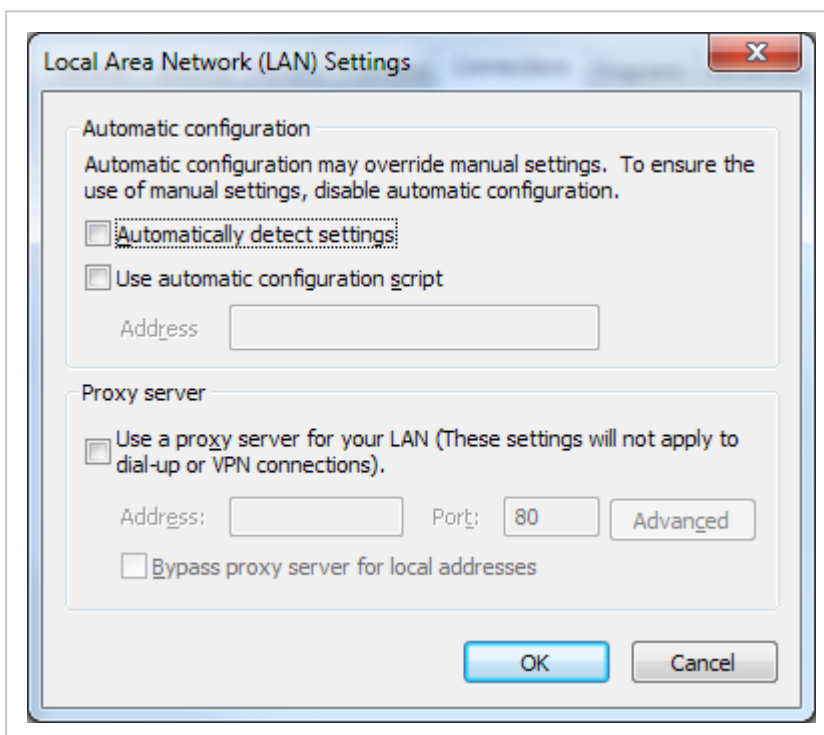 Local Area Network (LAN) Settings
Automatic configuration
Automatic configuration may override manual settings. To ensure the
use of manual settings, disable automatic configuration.
Automatically detect settings
Use automatic configuration script
Address
Proxy server
Use a proxy server for your LAN (These settings will not apply to
dial-up or VPN connections).
Address: Port: 80 Advanced
Bypass proxy server for local addresses
OK Cancel